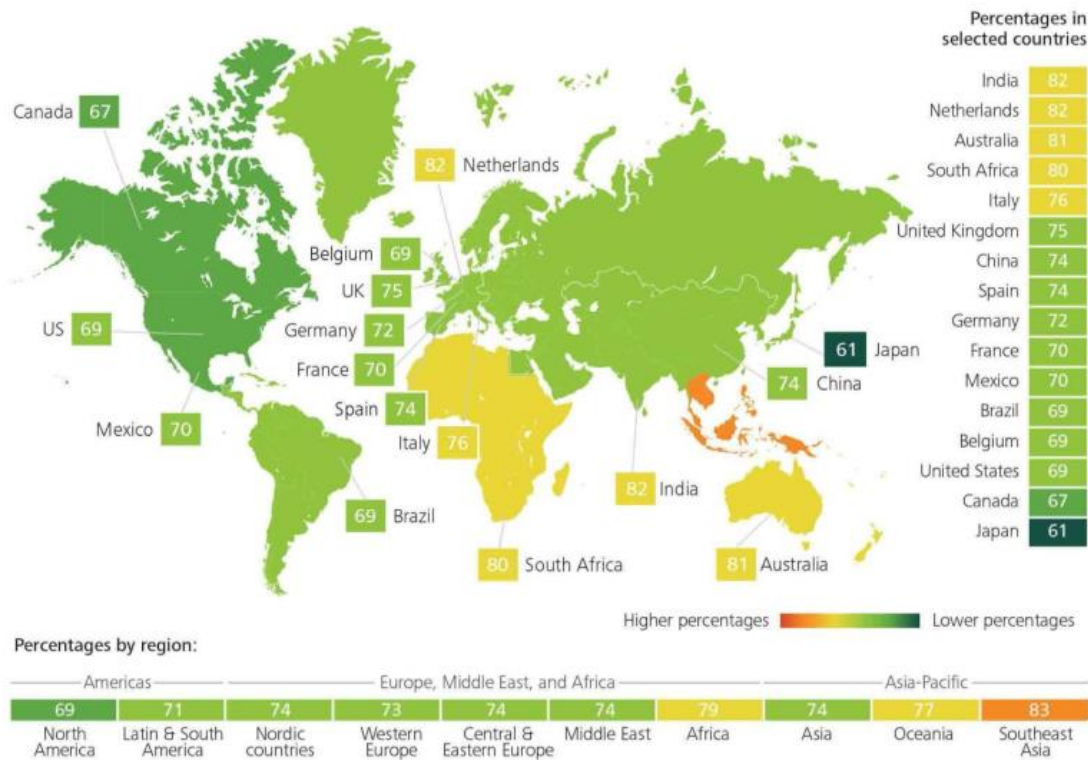 Percentages in
selected countries
India 82
Netherlands 82
Australia 81
South Africa 80
Italy 76
United Kingdom 75
China 74
Spain 74
Germany 72
France 70
Mexico 70
Brazil 69
Belgium 69
United States 69
Canada 67
Japan 61
Canada 67
82 Netherlands
Belgium 69
UK 75
US 69
Germany 72
61 Japan
France 70
74 China
Spain 74
Mexico 70
Italy 76
82 India
69 Brazil
80 South Africa
81 Australia
Higher percentages Lower percentages
Percentages by region:
Americas Europe, Middle East, and Africa Asia-Pacific
69 71 74 73 74 74 79 74 77 83
North Latin & South Nordic Western Central & Middle East Africa Asia Oceania Southeast
America America countries Europe Eastern Europe Asia